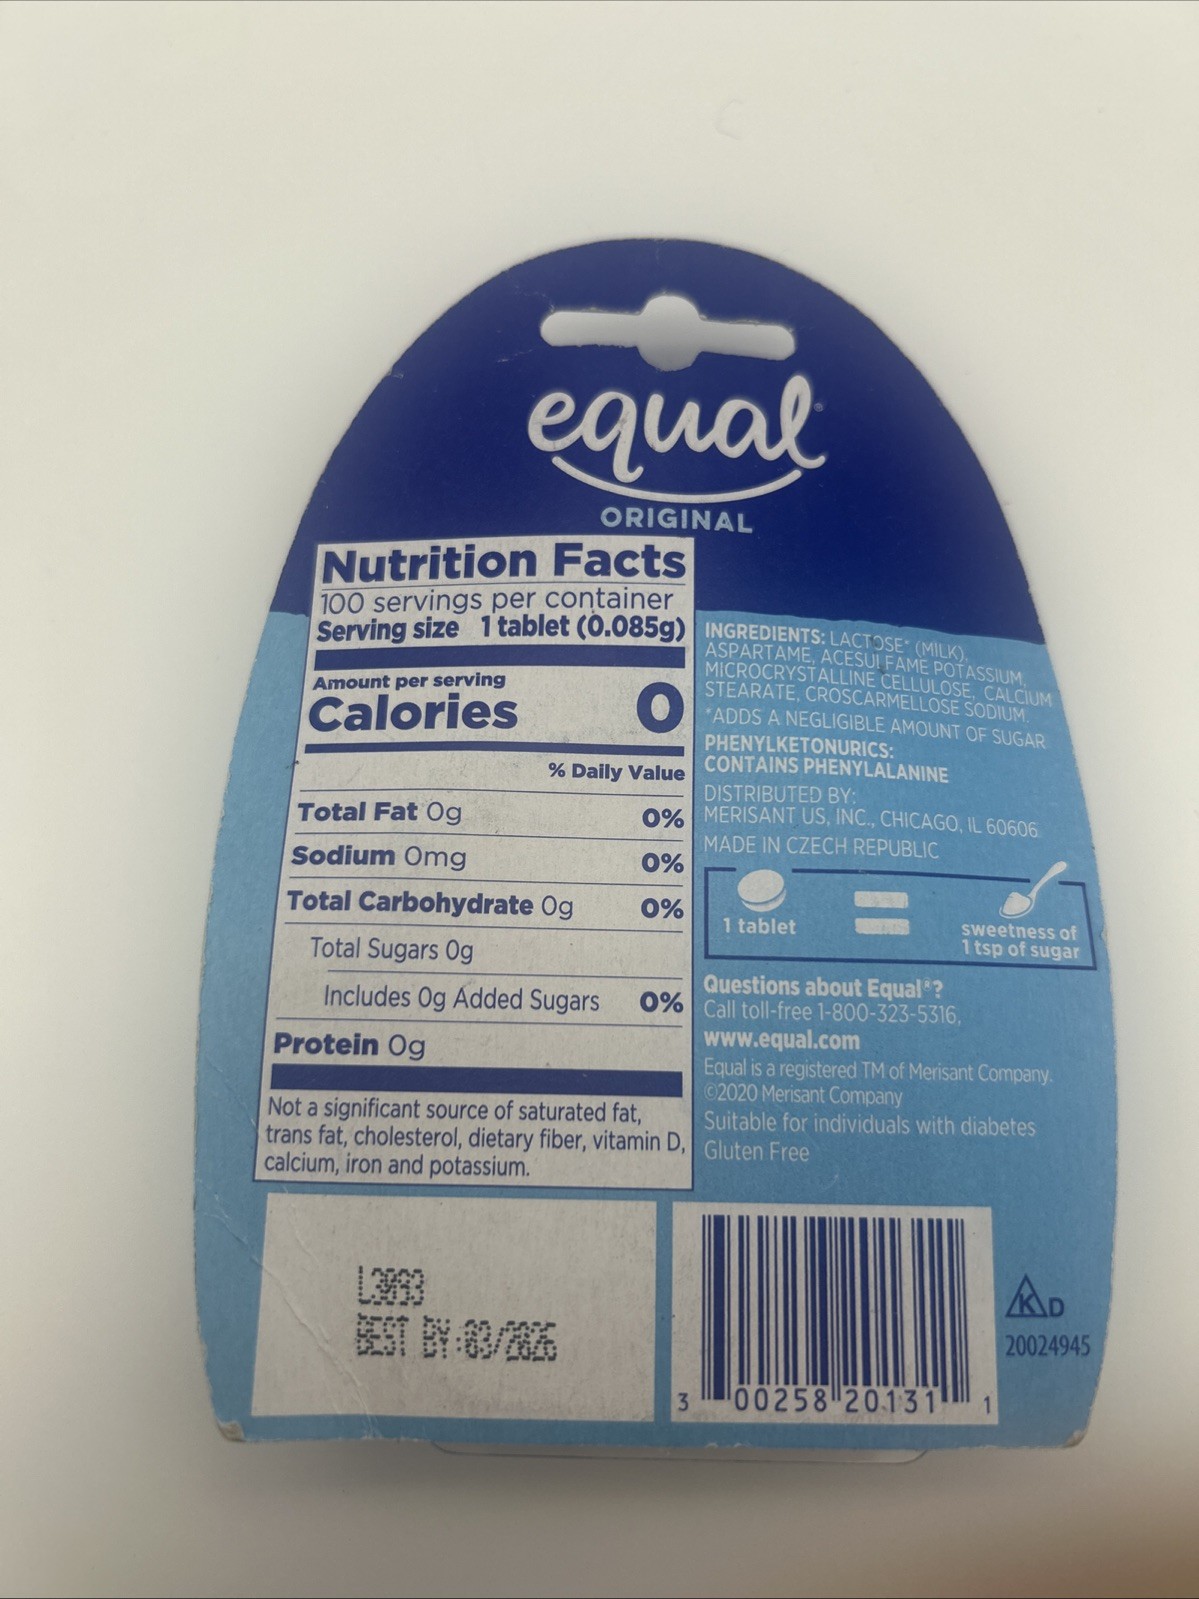 equal®
ORIGINAL
Nutrition Facts
100 servings per container
Serving size 1 tablet (0.085g)
Amount per serving
Calories 0
% Daily Value
Total Fat 0g 0%
Sodium 0mg 0%
Total Carbohydrate 0g 0%
Total Sugars 0g
Includes 0g Added Sugars 0%
Protein 0g
Not a significant source of saturated fat,
trans fat, cholesterol, dietary fiber, vitamin D,
calcium, iron and potassium.
INGREDIENTS: LACTOSE* (MILK),
ASPARTAME, ACESULFAME POTASSIUM,
MICROCRYSTALLINE CELLULOSE, CALCIUM
STEARATE, CROSCARMELLOSE SODIUM.
*ADDS A NEGLIGIBLE AMOUNT OF SUGAR
PHENYLKETONURICS:
CONTAINS PHENYLALANINE
DISTRIBUTED BY:
MERISANT US, INC., CHICAGO, IL 60606
MADE IN CZECH REPUBLIC
1 tablet
sweetness of
1 tsp of sugar
Questions about Equal®?
Call toll-free 1-800-323-5316,
www.equal.com
Equal is a registered TM of Merisant Company.
©2020 Merisant Company
Suitable for individuals with diabetes
Gluten Free
BEST BY:03/2026
3 00258 20131 1
K D
20024945